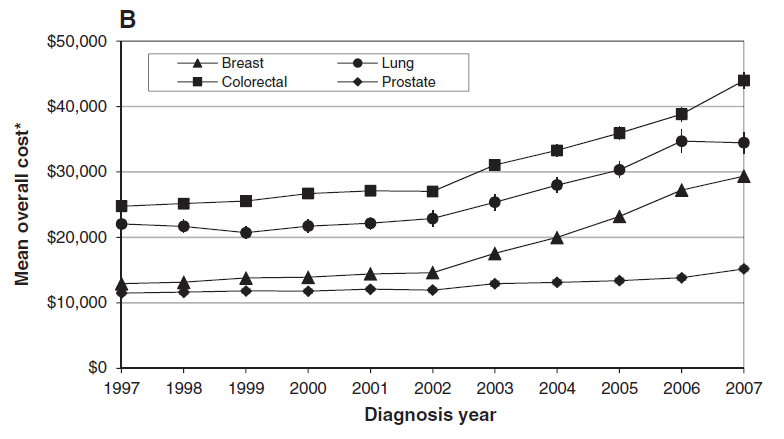 B
$50,000
Breast
Lung
Colorectal
Prostate
$40,000
$30,000
$20,000
$10,000
$0
Mean overall cost*
1997 1998 1999 2000 2001 2002 2003 2004 2005 2006 2007
Diagnosis year